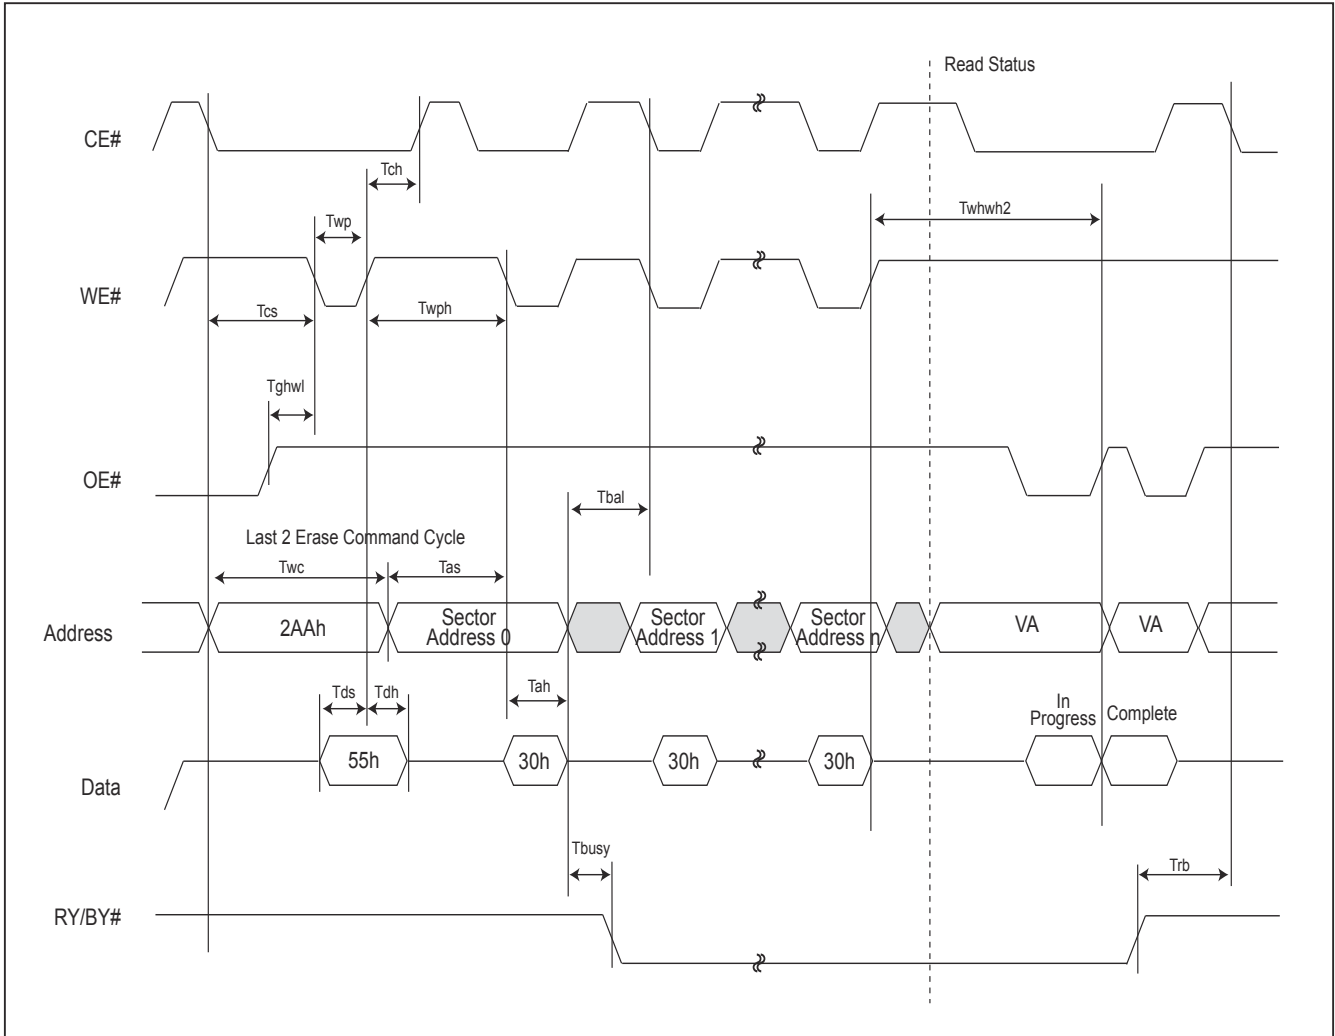 Read Status
CE#
Tch
Twhwh2
Twp
WE#
Tcs
Twph
Tghwl
OE#
Tbal
Last 2 Erase Command Cycle
Twc
Tas
Address
2AAh
Sector
Address 0
Sector
Address 1
Sector
Address n
VA
VA
Tds
Tdh
Tah
In
Progress
Complete
Data
55h
30h
30h
30h
Tbusy
Trb
RY/BY#